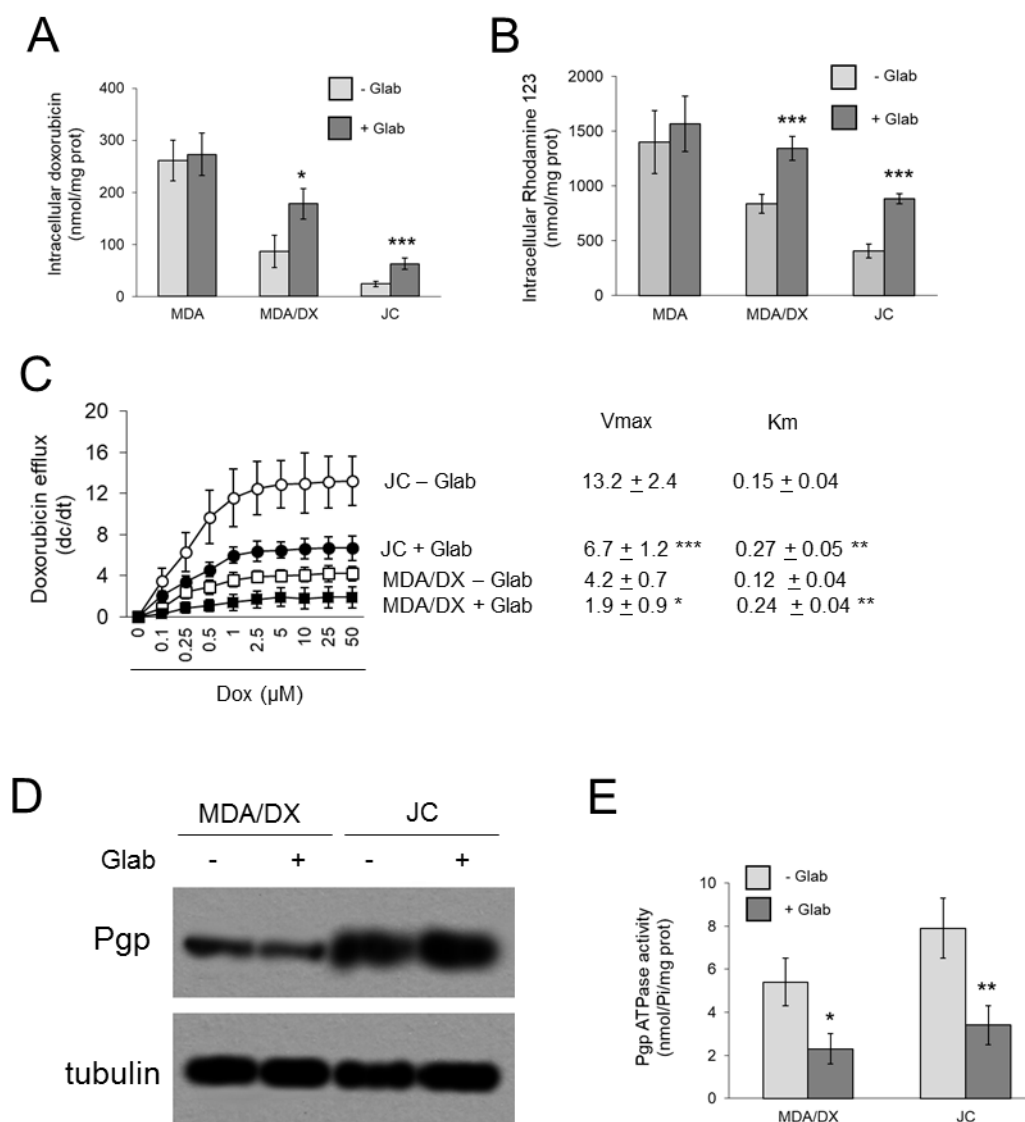 A
Intracellular doxorubicin
(nmol/mg prot)
400
300
200
100
0
- Glab
+ Glab
*
***
MDA
MDA/DX
JC
B
Intracellular Rhodamine 123
(nmol/mg prot)
2000
1500
1000
500
0
- Glab
+ Glab
***
***
MDA
MDA/DX
JC
C
Doxorubicin efflux
(dc/dt)
20
16
12
8
4
0
0
0.1
0.25
0.5
1
2.5
5
10
25
50
Dox (µM)
Vmax Km
JC – Glab 13.2 ± 2.4 0.15 ± 0.04
JC + Glab 6.7 ± 1.2 *** 0.27 ± 0.05 **
MDA/DX – Glab 4.2 ± 0.7 0.12 ± 0.04
MDA/DX + Glab 1.9 ± 0.9 * 0.24 ± 0.04 **
D
MDA/DX JC
Glab - + - +
Pgp
tubulin
E
Pgp ATPase activity
(nmol/Pi/mg prot)
10
8
6
4
2
0
- Glab
+ Glab
*
**
MDA/DX
JC